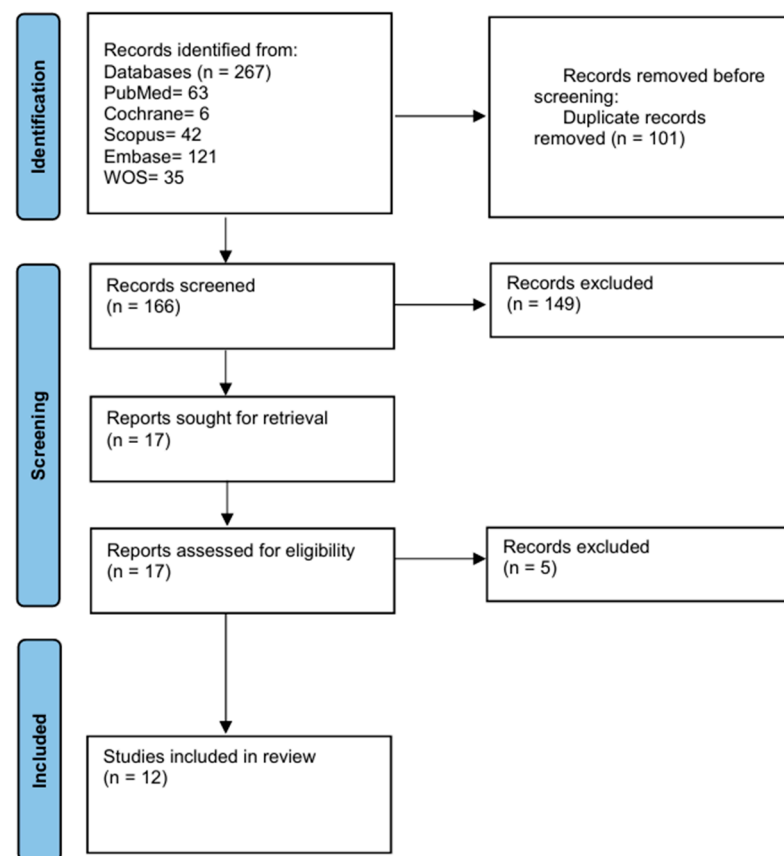 Identification
Records identified from:
Databases (n = 267)
PubMed= 63
Cochrane= 6
Scopus= 42
Embase= 121
WOS= 35
Records removed before
screening:
Duplicate records
removed (n = 101)
Screening
Records screened
(n = 166)
Records excluded
(n = 149)
Reports sought for retrieval
(n = 17)
Reports assessed for eligibility
(n = 17)
Records excluded
(n = 5)
Included
Studies included in review
(n = 12)